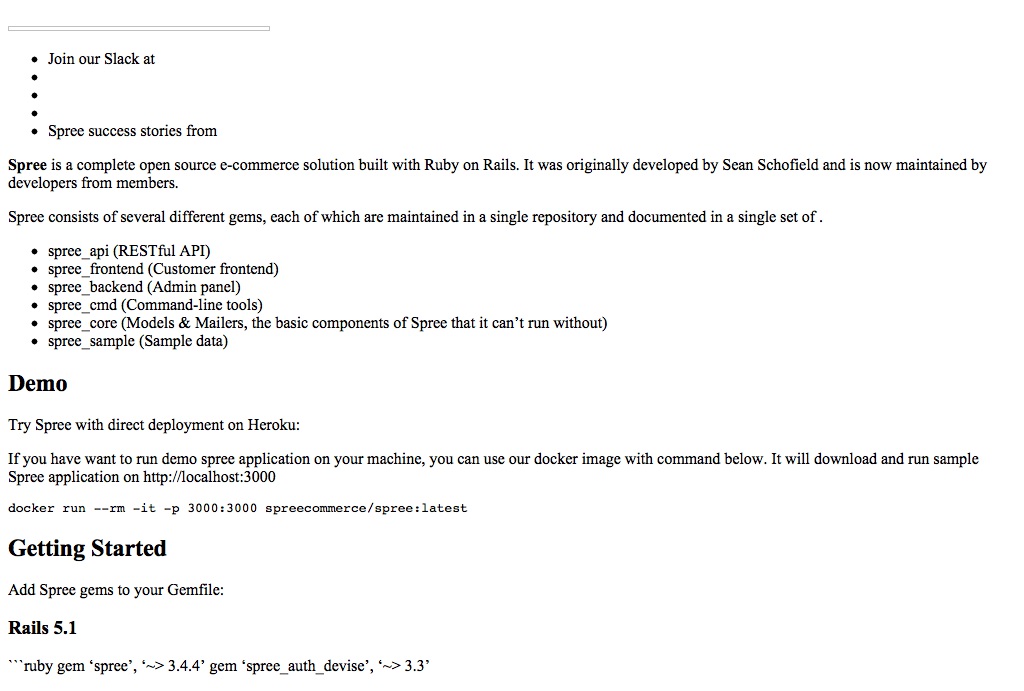 Join our Slack at
Spree success stories from
Spree is a complete open source e-commerce solution built with Ruby on Rails. It was originally developed by Sean Schofield and is now maintained by
developers from members.
Spree consists of several different gems, each of which are maintained in a single repository and documented in a single set of .
spree_api (RESTful API)
spree_frontend (Customer frontend)
spree_backend (Admin panel)
spree_cmd (Command-line tools)
spree_core (Models & Mailers, the basic components of Spree that it can’t run without)
spree_sample (Sample data)
Demo
Try Spree with direct deployment on Heroku:
If you have want to run demo spree application on your machine, you can use our docker image with command below. It will download and run sample
Spree application on http://localhost:3000
docker run --rm -it -p 3000:3000 spreecommerce/spree:latest
Getting Started
Add Spree gems to your Gemfile:
Rails 5.1
```ruby gem ‘spree’, ‘~> 3.4.4’ gem ‘spree_auth_devise’, ‘~> 3.3’